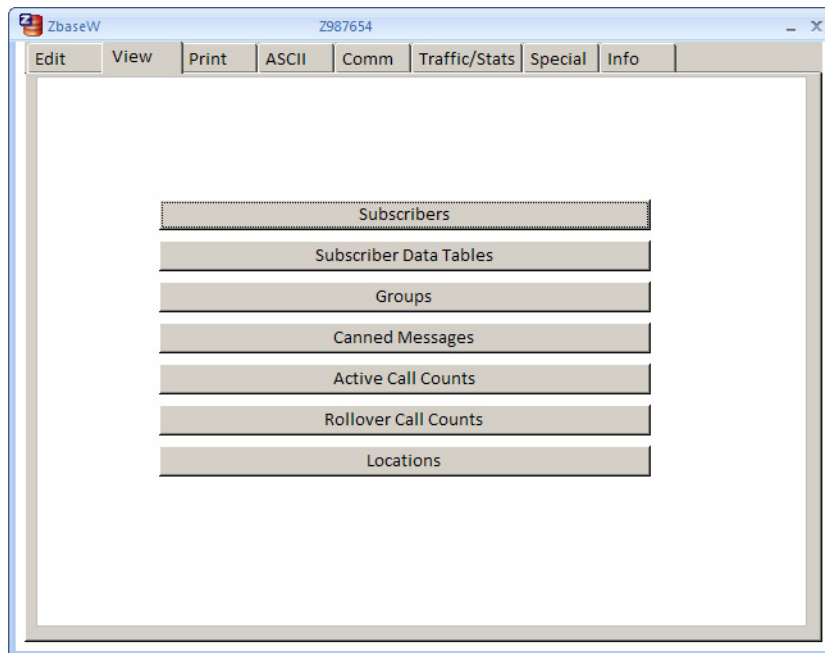 ZbaseW Z987654
Edit View Print ASCII Comm Traffic/Stats Special Info
Subscribers
Subscriber Data Tables
Groups
Canned Messages
Active Call Counts
Rollover Call Counts
Locations